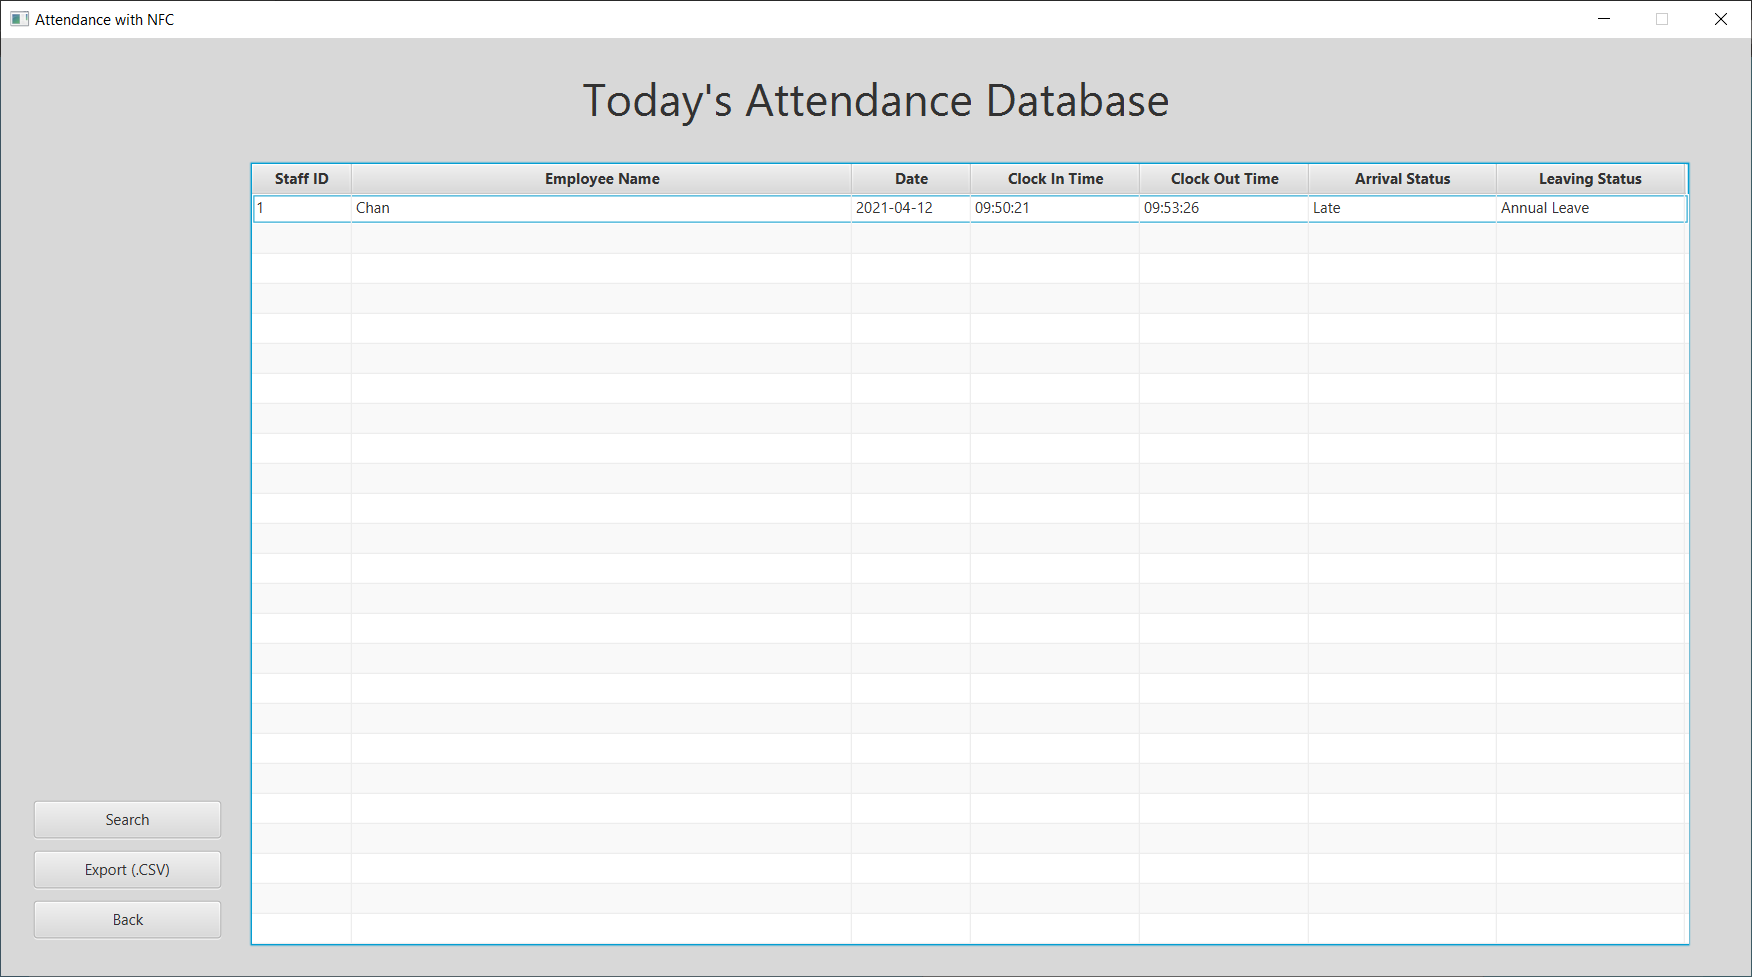 Attendance with NFC
Today's Attendance Database
Staff ID Employee Name Date Clock In Time Clock Out Time Arrival Status Leaving Status
1 Chan 2021-04-12 09:50:21 09:53:26 Late Annual Leave
Search
Export (.CSV)
Back